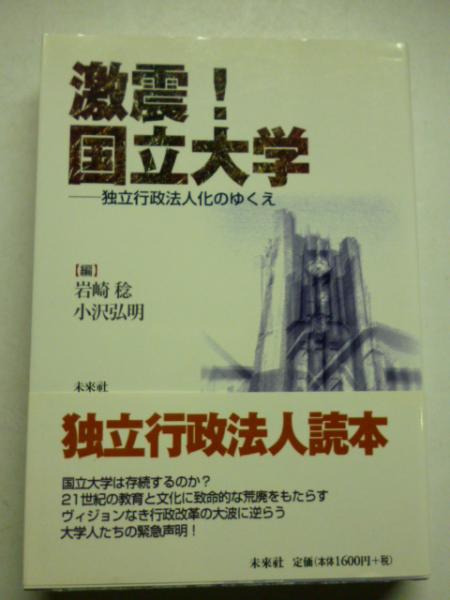 激震！
国立大学
──独立行政法人化のゆくえ
【編】
岩崎 稔
小沢弘明
未来社
独立行政法人読本
国立大学は存続するのか？
21世紀の教育と文化に致命的な荒廃をもたらす
ヴィジョンなき行政改革の大波に逆らう
大学人たちの緊急声明！
未来社 定価（本体1600円+税）